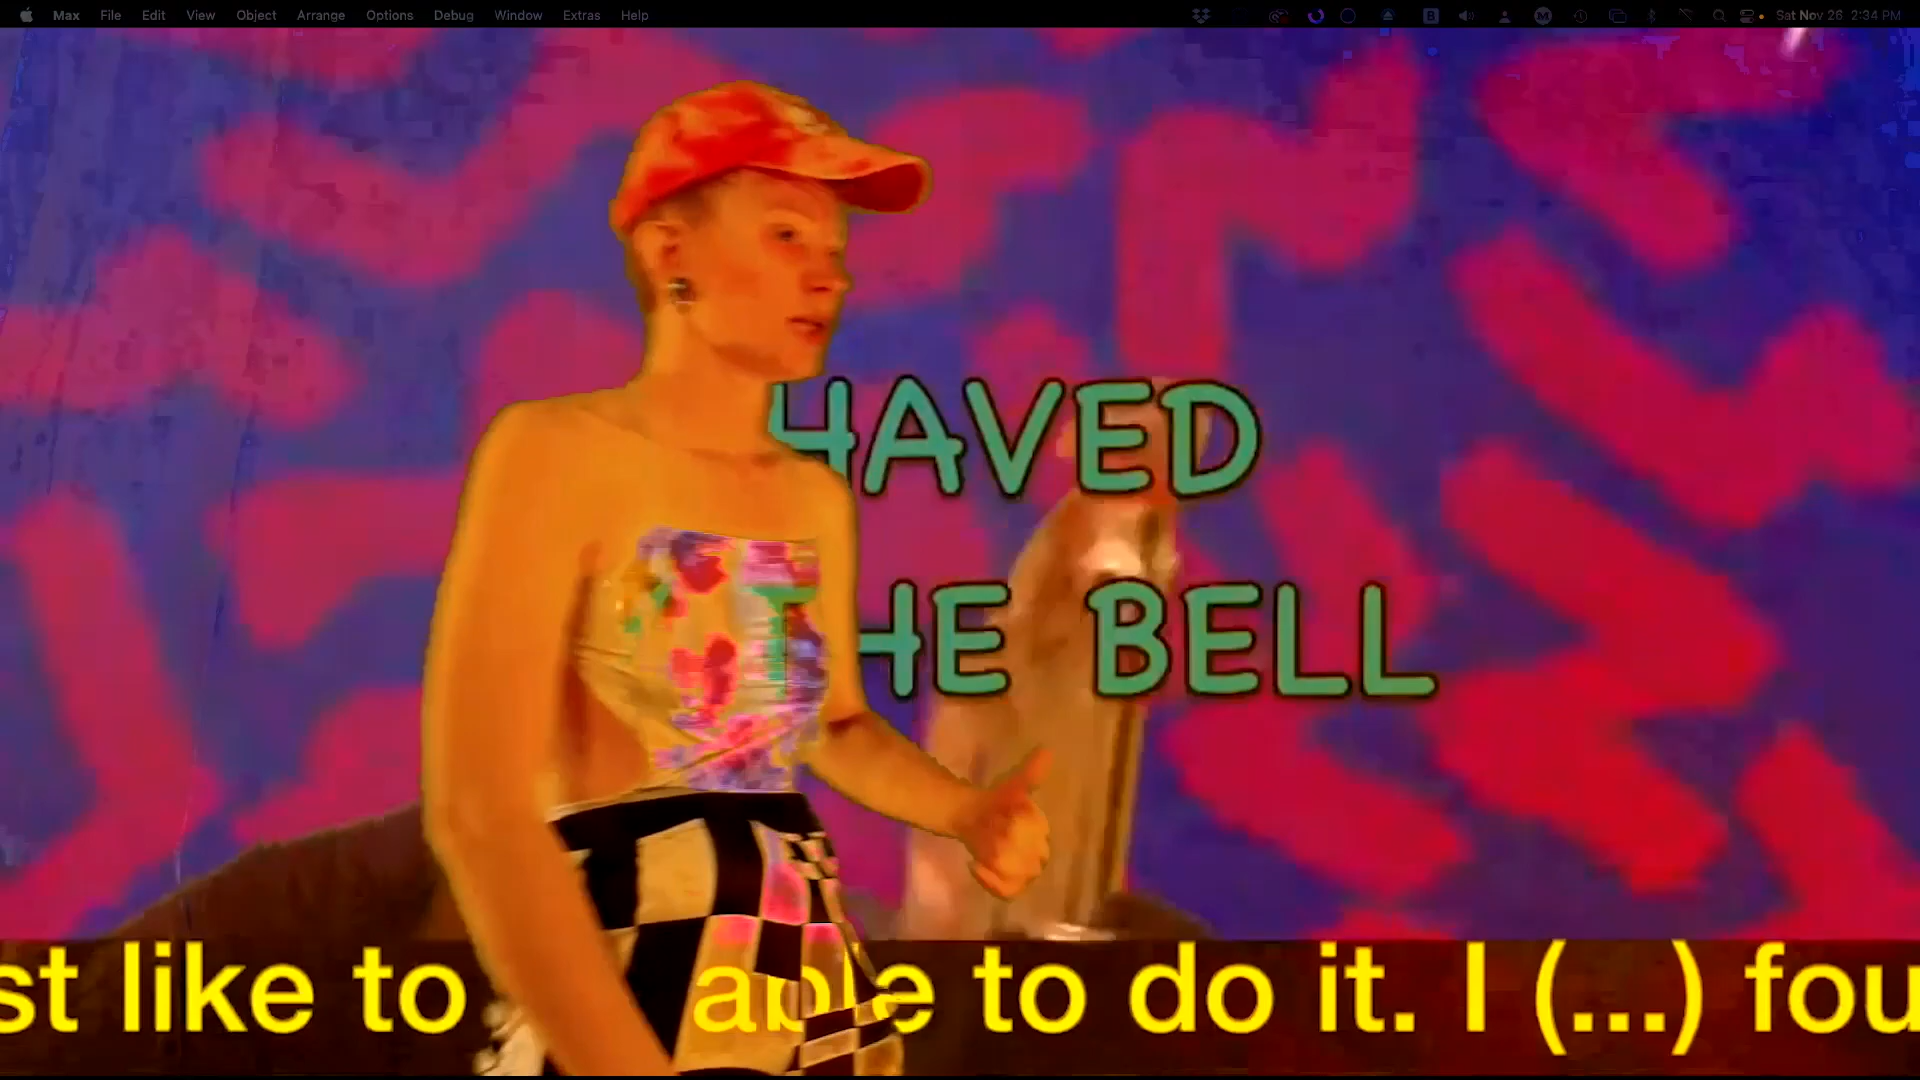 Max File Edit View Object Arrange Options Debug Window Extras Help Sat Nov 26 2:34 PM
HAVED
HE BELL
st like to able to do it. I (...) fou